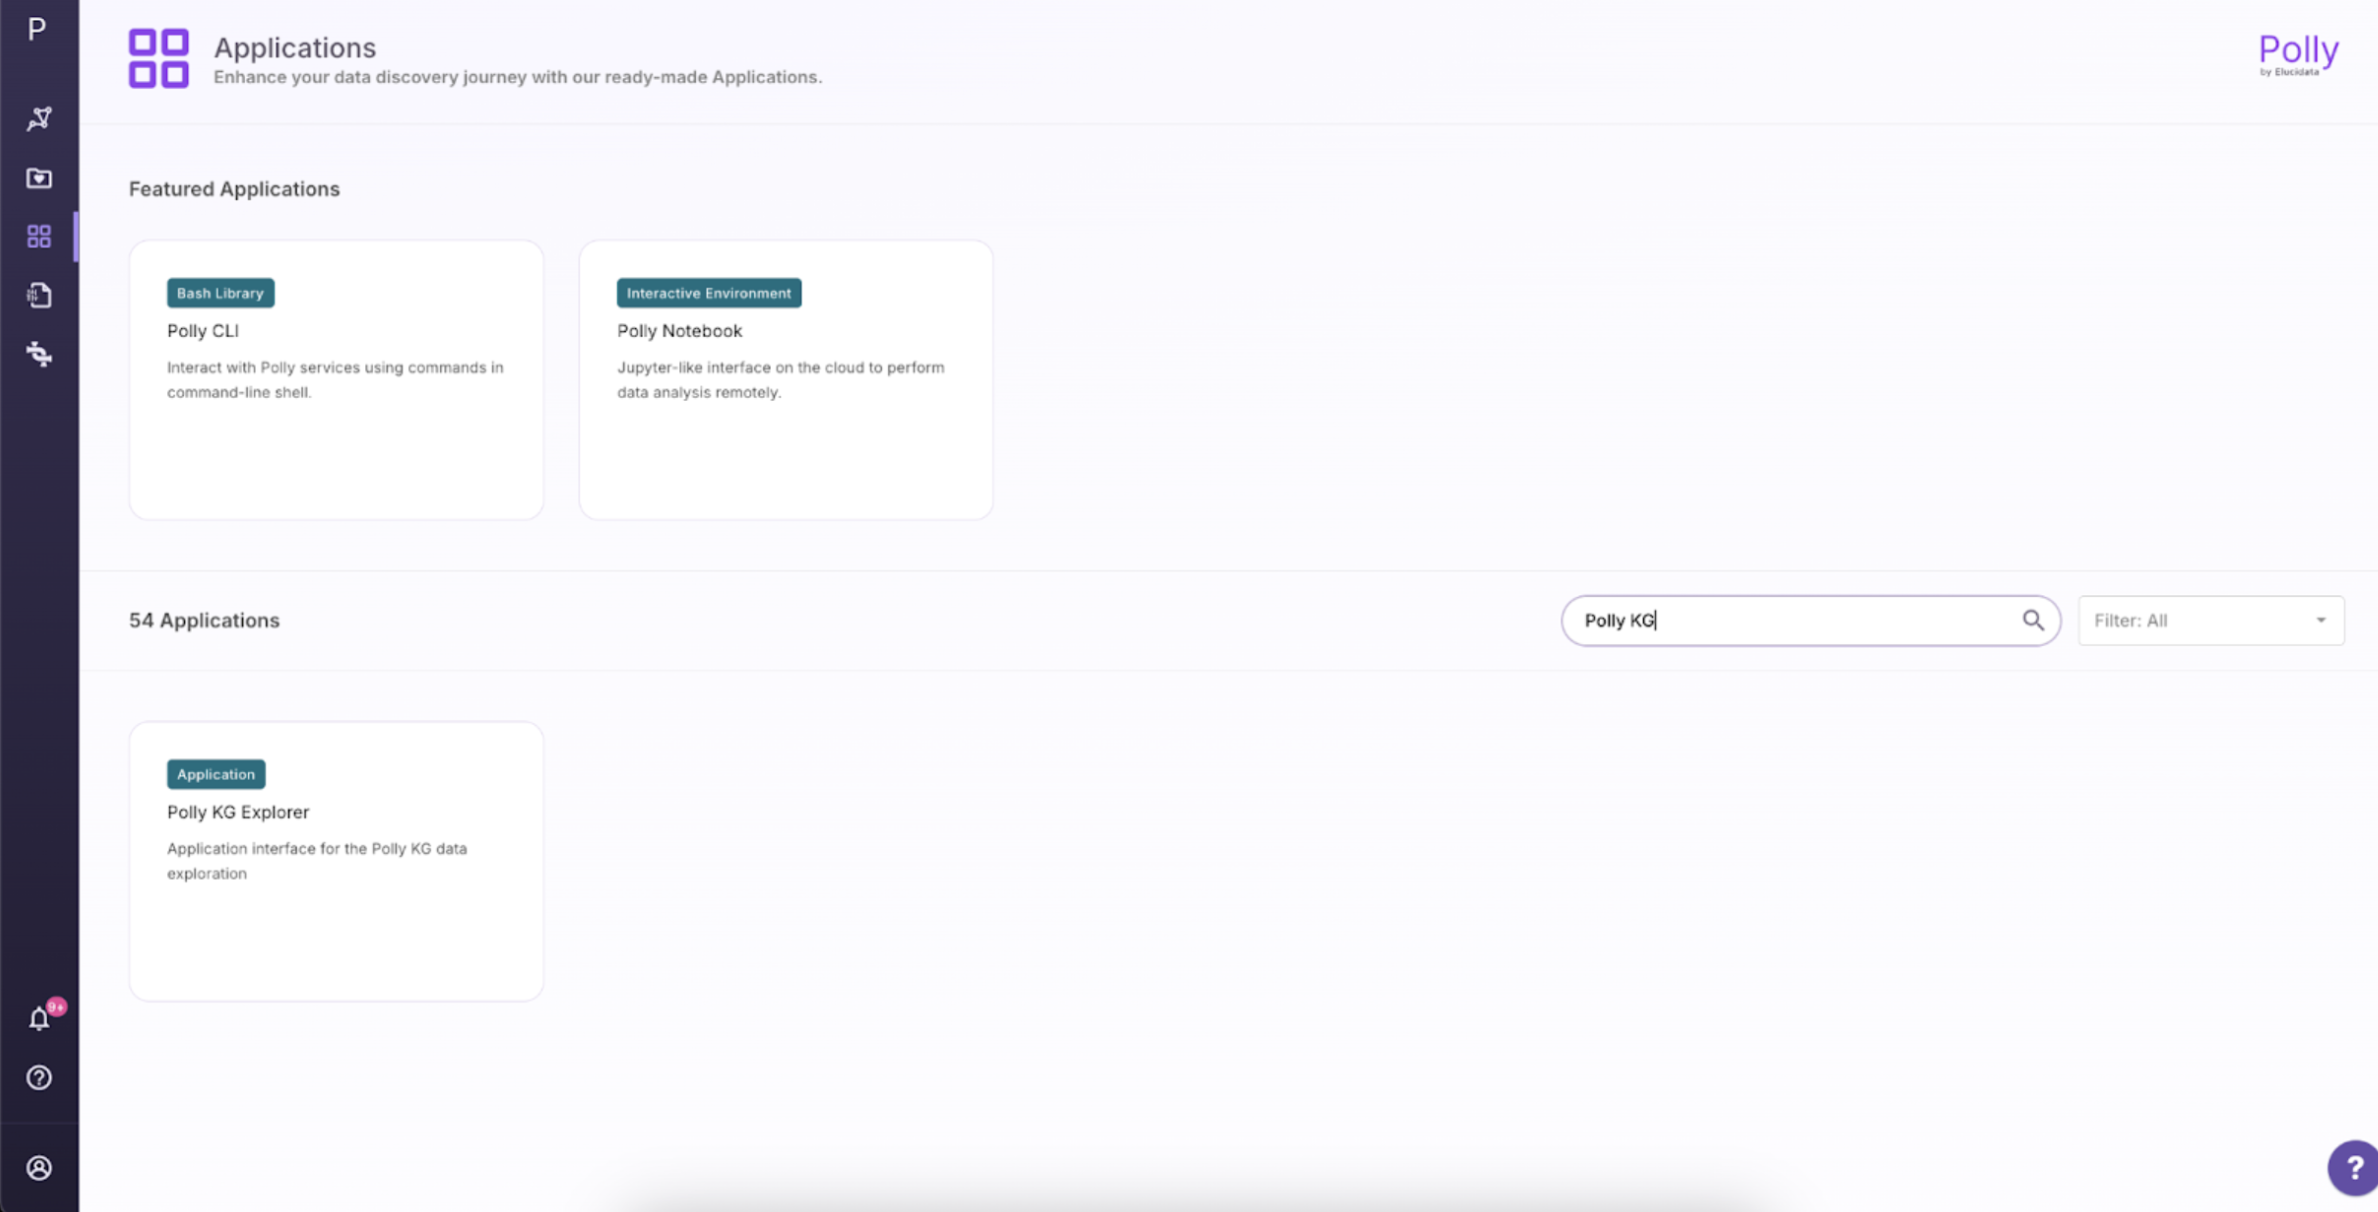 P
Applications
Enhance your data discovery journey with our ready-made Applications.
Polly
by Elucidata
Featured Applications
Bash Library
Polly CLI
Interact with Polly services using commands in
command-line shell.
Interactive Environment
Polly Notebook
Jupyter-like interface on the cloud to perform
data analysis remotely.
54 Applications
Polly KG
Filter: All
Application
Polly KG Explorer
Application interface for the Polly KG data
exploration
9+
?
?